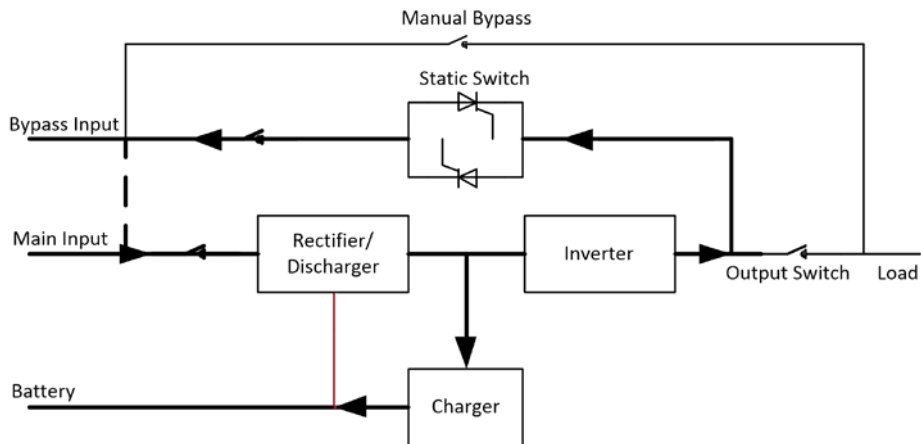 Manual Bypass
Static Switch
Bypass Input
Main Input
Rectifier/
Discharger
Inverter
Output Switch
Load
Battery
Charger